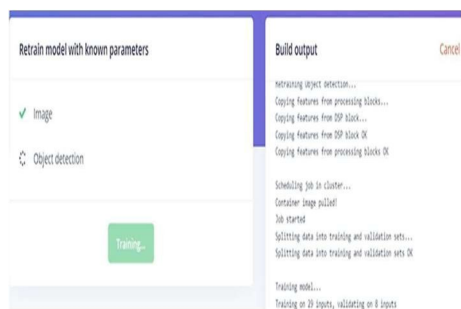 Retrain model with known parameters
Image
Object detection
Training...
Build output
Cancel
Retraining object detection...
Copying features from processing blocks...
Copying features from DSP block...
Copying features from DSP block OK
Copying features from processing blocks OK
Scheduling job in cluster...
Container image pulled!
Job started
Splitting data into training and validation sets...
Splitting data into training and validation sets OK
Training model...
Training on 29 inputs, validating on 8 inputs